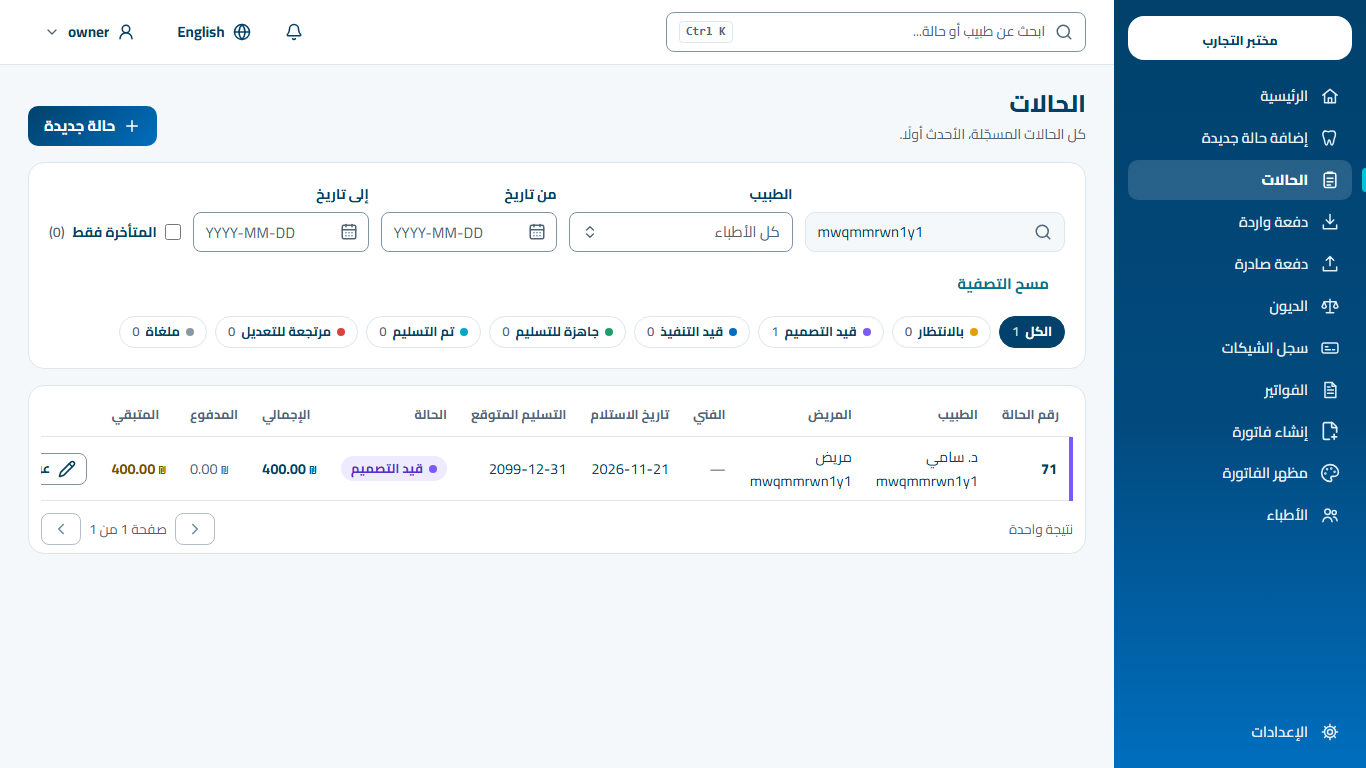 مختبر التجارب
الرئيسية
إضافة حالة جديدة
الحالات
دفعة واردة
دفعة صادرة
الديون
سجل الشيكات
الفواتير
إنشاء فاتورة
مظهر الفاتورة
الأطباء
الإعدادات
ابحث عن طبيب أو حالة...
Ctrl K
English
owner
الحالات
كل الحالات المسجّلة، الأحدث أولًا.
حالة جديدة
الطبيب
من تاريخ
إلى تاريخ
mwqmmrwn1y1
كل الأطباء
YYYY-MM-DD
YYYY-MM-DD
المتأخرة فقط (0)
مسح التصفية
الكل 1
بالانتظار 0
قيد التصميم 1
قيد التنفيذ 0
جاهزة للتسليم 0
تم التسليم 0
مرتجعة للتعديل 0
ملغاة 0
رقم الحالة الطبيب المريض الفني تاريخ الاستلام التسليم المتوقع الحالة الإجمالي المدفوع المتبقي
71 د. سامي mwqmmrwn1y1 مريض mwqmmrwn1y1 — 2026-11-21 2099-12-31 قيد التصميم ₪ 400.00 ₪ 0.00 ₪ 400.00
نتيجة واحدة
صفحة 1 من 1